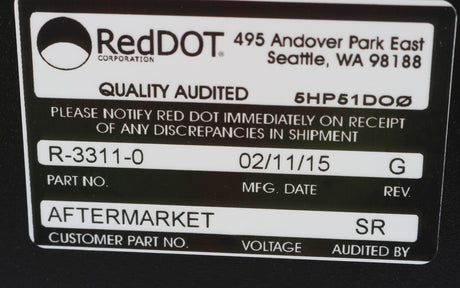 RedDOT. 495 Andover Park East
CORPORATION Seattle, WA 98188
QUALITY AUDITED 5HP51DOØ
PLEASE NOTIFY RED DOT IMMEDIATELY ON RECEIPT
OF ANY DISCREPANCIES IN SHIPMENT
R-3311-0 02/11/15 G
PART NO. MFG. DATE REV.
AFTERMARKET SR
CUSTOMER PART NO. VOLTAGE AUDITED BY